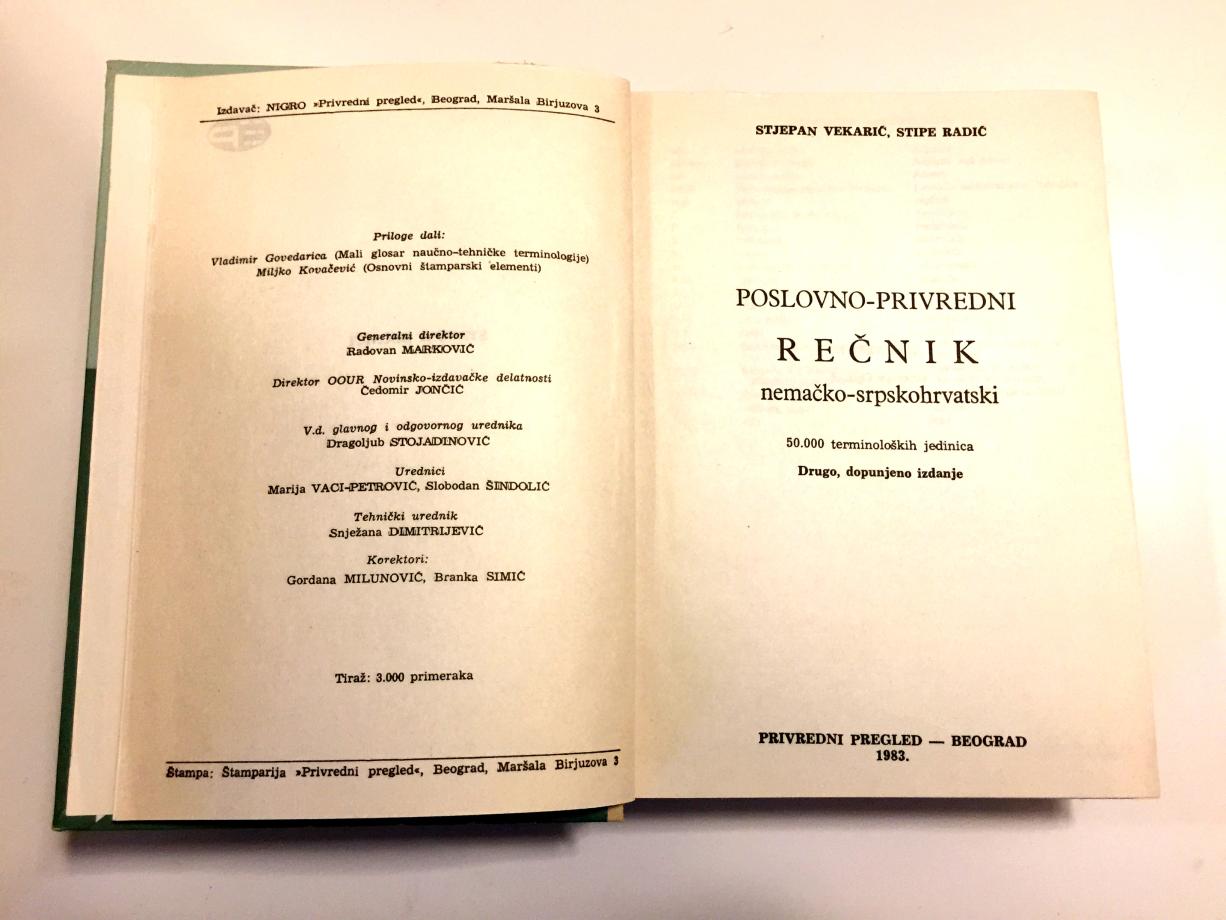 Izdavač: NIGRO »Privredni pregled«, Beograd, Maršala Birjuzova 3
Priloge dali:
Vladimir Govedarica (Mali glosar naučno-tehničke terminologije)
Miljko Kovačević (Osnovni štamparski elementi)
Generalni direktor
Radovan MARKOVIĆ
Direktor OOUR Novinsko-izdavačke delatnosti
Čedomir JONČIĆ
V.d. glavnog i odgovornog urednika
Dragoljub STOJADINOVIĆ
Urednici
Marija VACI-PETROVIĆ, Slobodan ŠINDOLIĆ
Tehnički urednik
Snježana DIMITRIJEVIĆ
Korektori:
Gordana MILUNOVIĆ, Branka SIMIĆ
Tiraž: 3.000 primeraka
Štampa: Štamparija »Privredni pregled«, Beograd, Maršala Birjuzova 3
STJEPAN VEKARIĆ, STIPE RADIĆ
POSLOVNO-PRIVREDNI
REČNIK
nemačko-srpskohrvatski
50.000 terminoloških jedinica
Drugo, dopunjeno izdanje
PRIVREDNI PREGLED — BEOGRAD
1983.